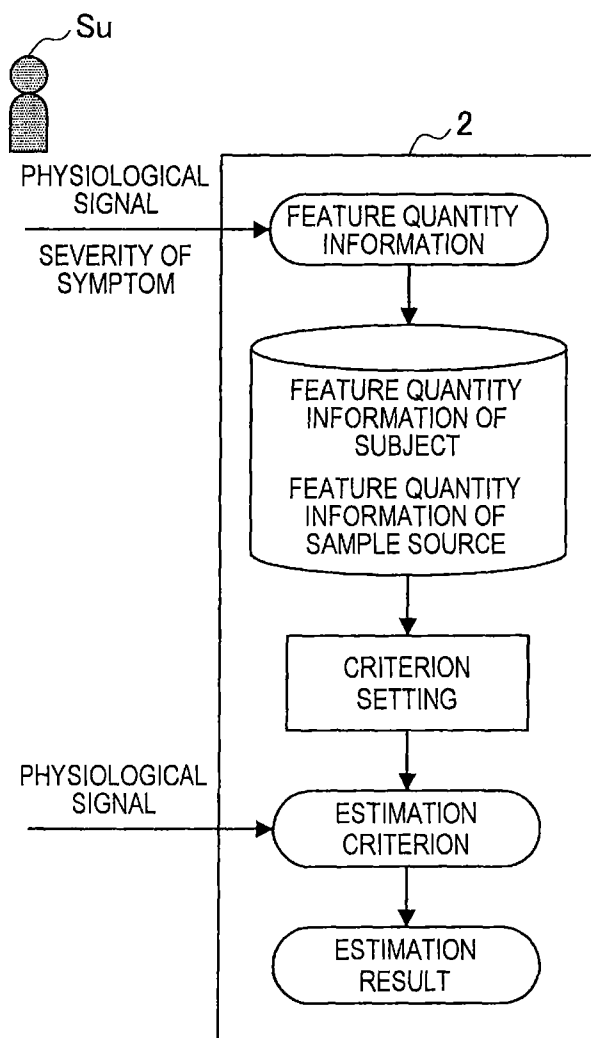 Su
2
PHYSIOLOGICAL
SIGNAL
SEVERITY OF
SYMPTOM
FEATURE QUANTITY
INFORMATION
FEATURE QUANTITY
INFORMATION OF
SUBJECT
FEATURE QUANTITY
INFORMATION OF
SAMPLE SOURCE
CRITERION
SETTING
PHYSIOLOGICAL
SIGNAL
ESTIMATION
CRITERION
ESTIMATION
RESULT